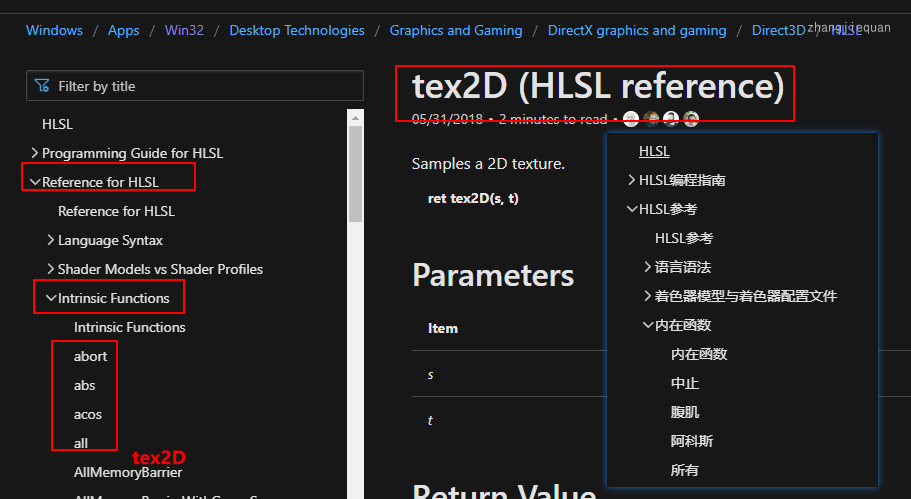 Windows / Apps / Win32 / Desktop Technologies / Graphics and Gaming / DirectX graphics and gaming / Direct3D / HLSL
zhangjiequan
Filter by title
HLSL
Programming Guide for HLSL
Reference for HLSL
Reference for HLSL
Language Syntax
Shader Models vs Shader Profiles
Intrinsic Functions
Intrinsic Functions
abort
abs
acos
all
tex2D
AllMemoryBarrier
tex2D (HLSL reference)
05/31/2018 • 2 minutes to read •
Samples a 2D texture.
ret tex2D(s, t)
Parameters
Item
s
t
Return Value
HLSL
HLSL编程指南
HLSL参考
HLSL参考
语言语法
着色器模型与着色器配置文件
内在函数
内在函数
中止
腹肌
阿科斯
所有